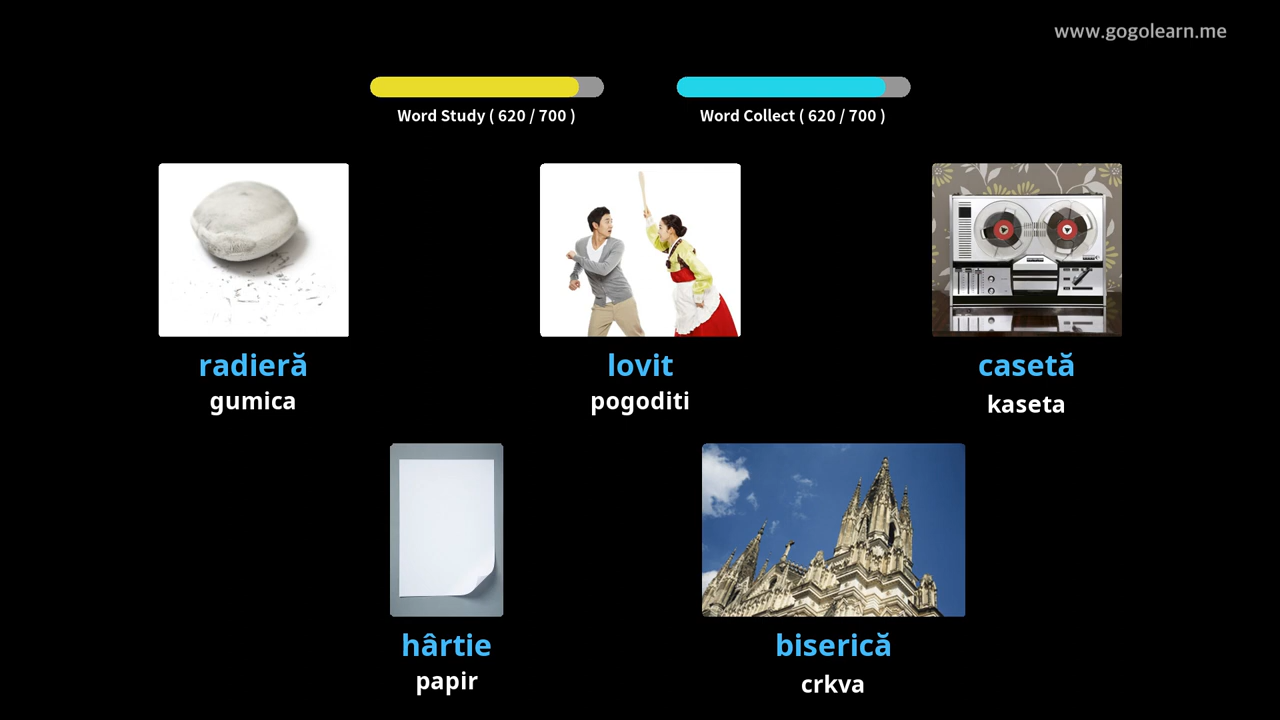 www.gogolearn.me
Word Study ( 620 / 700 )
Word Collect ( 620 / 700 )
radieră
gumica
lovit
pogoditi
casetă
kaseta
hârtie
papir
biserică
crkva